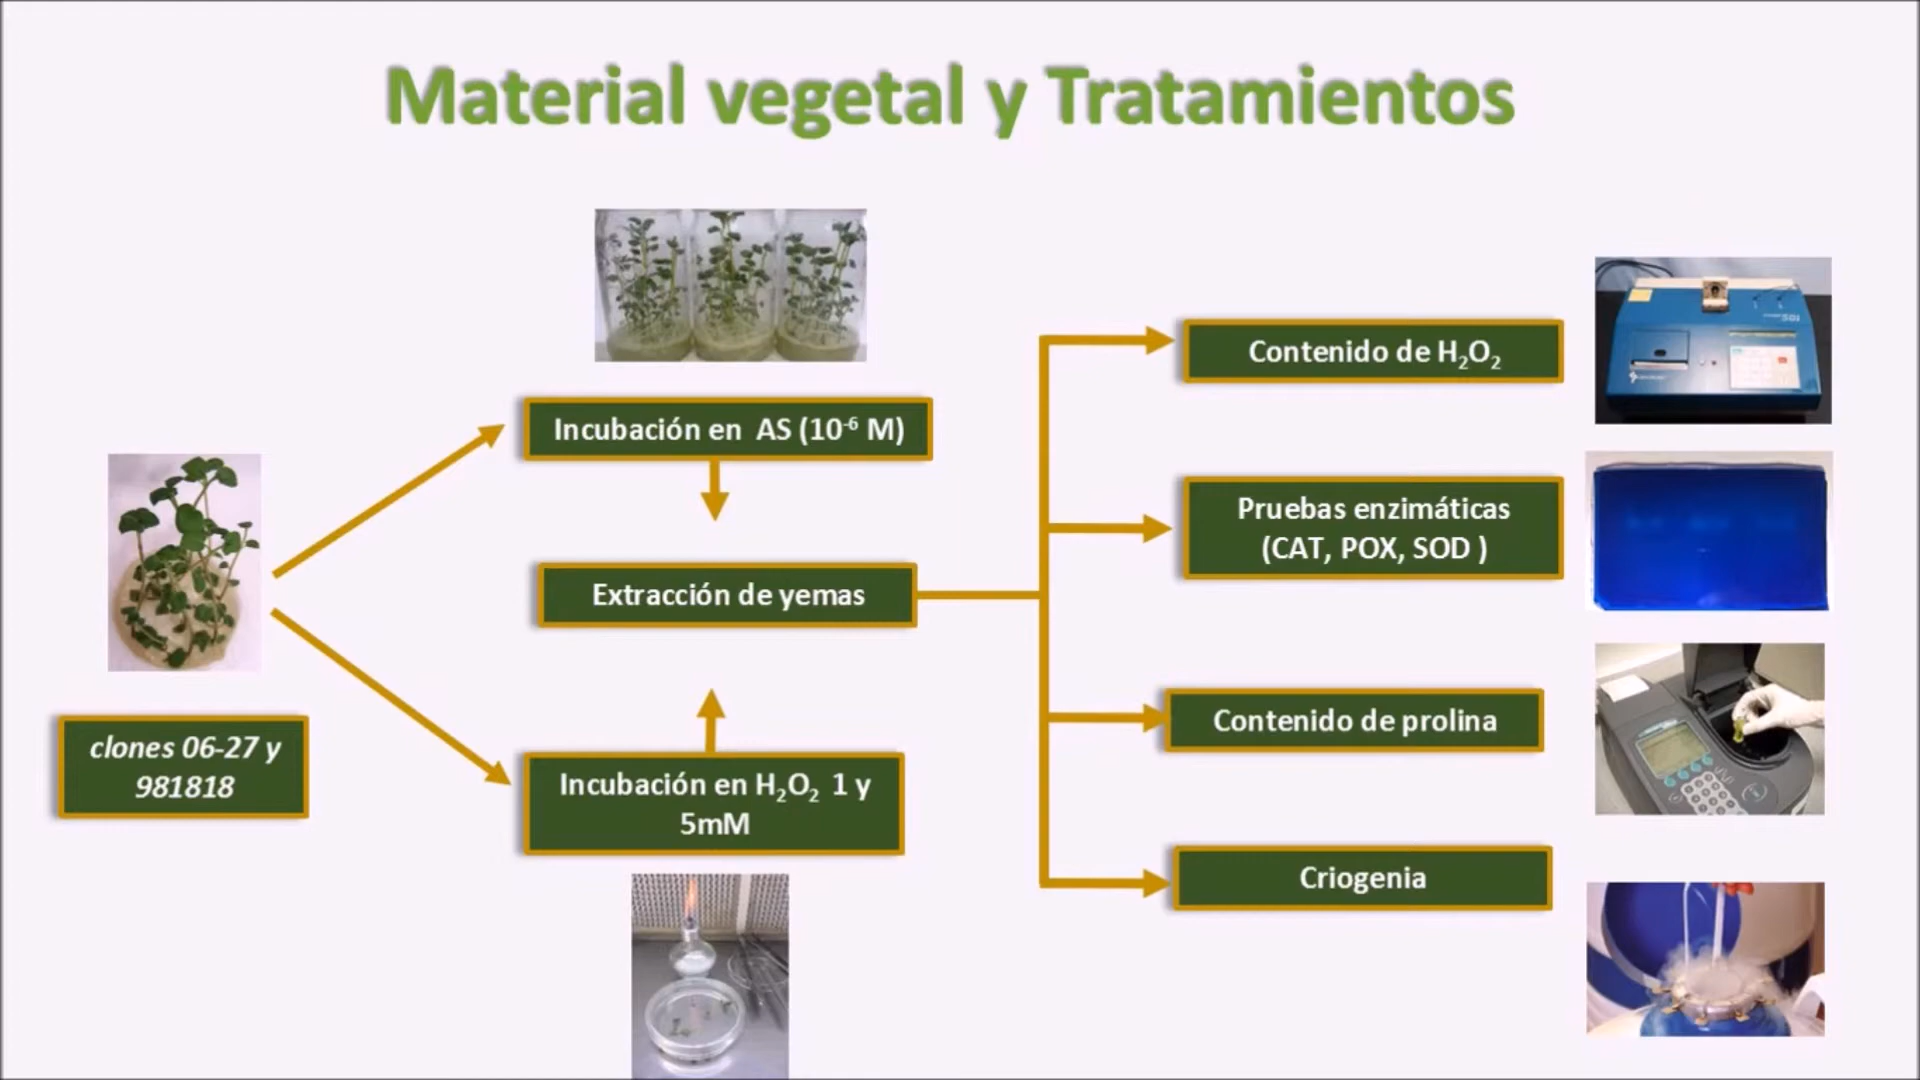 Material vegetal y Tratamientos
Incubación en AS (10⁻⁶ M)
Extracción de yemas
Incubación en H₂O₂ 1 y
5mM
clones 06-27 y
981818
Contenido de H₂O₂
Pruebas enzimáticas
(CAT, POX, SOD )
Contenido de prolina
Criogenia